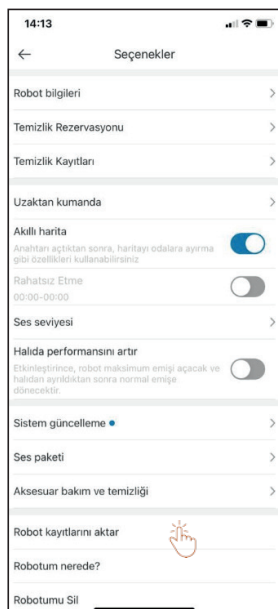 14:13
Seçenekler
Robot bilgileri
Temizlik Rezervasyonu
Temizlik Kayıtları
Uzaktan kumanda
Akıllı harita
Anahtarı açtıktan sonra, haritayı odalara ayırma
gibi özellikleri kullanabilirsiniz
Rahatsız Etme
00:00-00:00
Ses seviyesi
Halıda performansını artır
Etkinleştirince, robot maksimum emişi açacak ve
halıdan ayrıldıktan sonra normal emişe
dönecektir.
Sistem güncelleme
Ses paketi
Aksesuar bakım ve temizliği
Robot kayıtlarını aktar
Robotum nerede?
Robotumu Sil